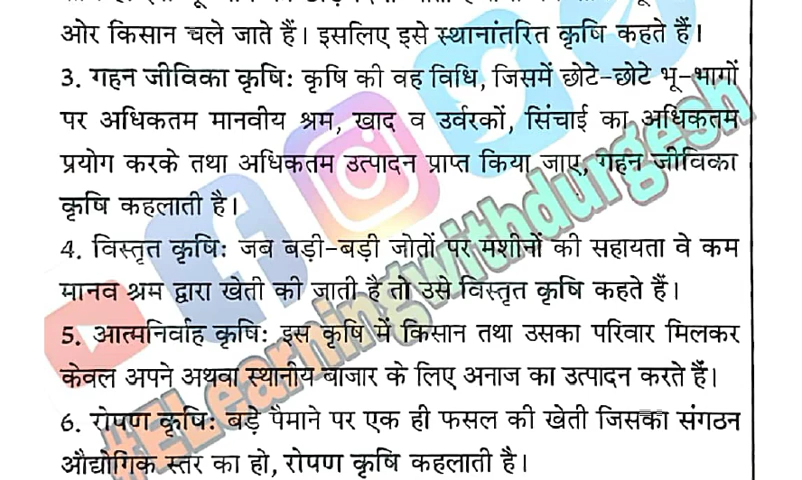 ओर किसान चले जाते हैं। इसलिए इसे स्थानांतरित कृषि कहते हैं।
3. गहन जीविका कृषि: कृषि की वह विधि, जिसमें छोटे-छोटे भू-भागों
पर अधिकतम मानवीय श्रम, खाद व उर्वरकों, सिंचाई का अधिकतम
प्रयोग करके तथा अधिकतम उत्पादन प्राप्त किया जाए, गहन जीविका
कृषि कहलाती है।
4. विस्तृत कृषि: जब बड़ी-बड़ी जोतों पर मशीनों की सहायता वे कम
मानव श्रम द्वारा खेती की जाती है तो उसे विस्तृत कृषि कहते हैं।
5. आत्मनिर्वाह कृषि: इस कृषि में किसान तथा उसका परिवार मिलकर
केवल अपने अथवा स्थानीय बाजार के लिए अनाज का उत्पादन करते हैं।
6. रोपण कृषि: बड़े पैमाने पर एक ही फसल की खेती जिसका संगठन
औद्योगिक स्तर का हो, रोपण कृषि कहलाती है।
#ELearningwithdurgesh